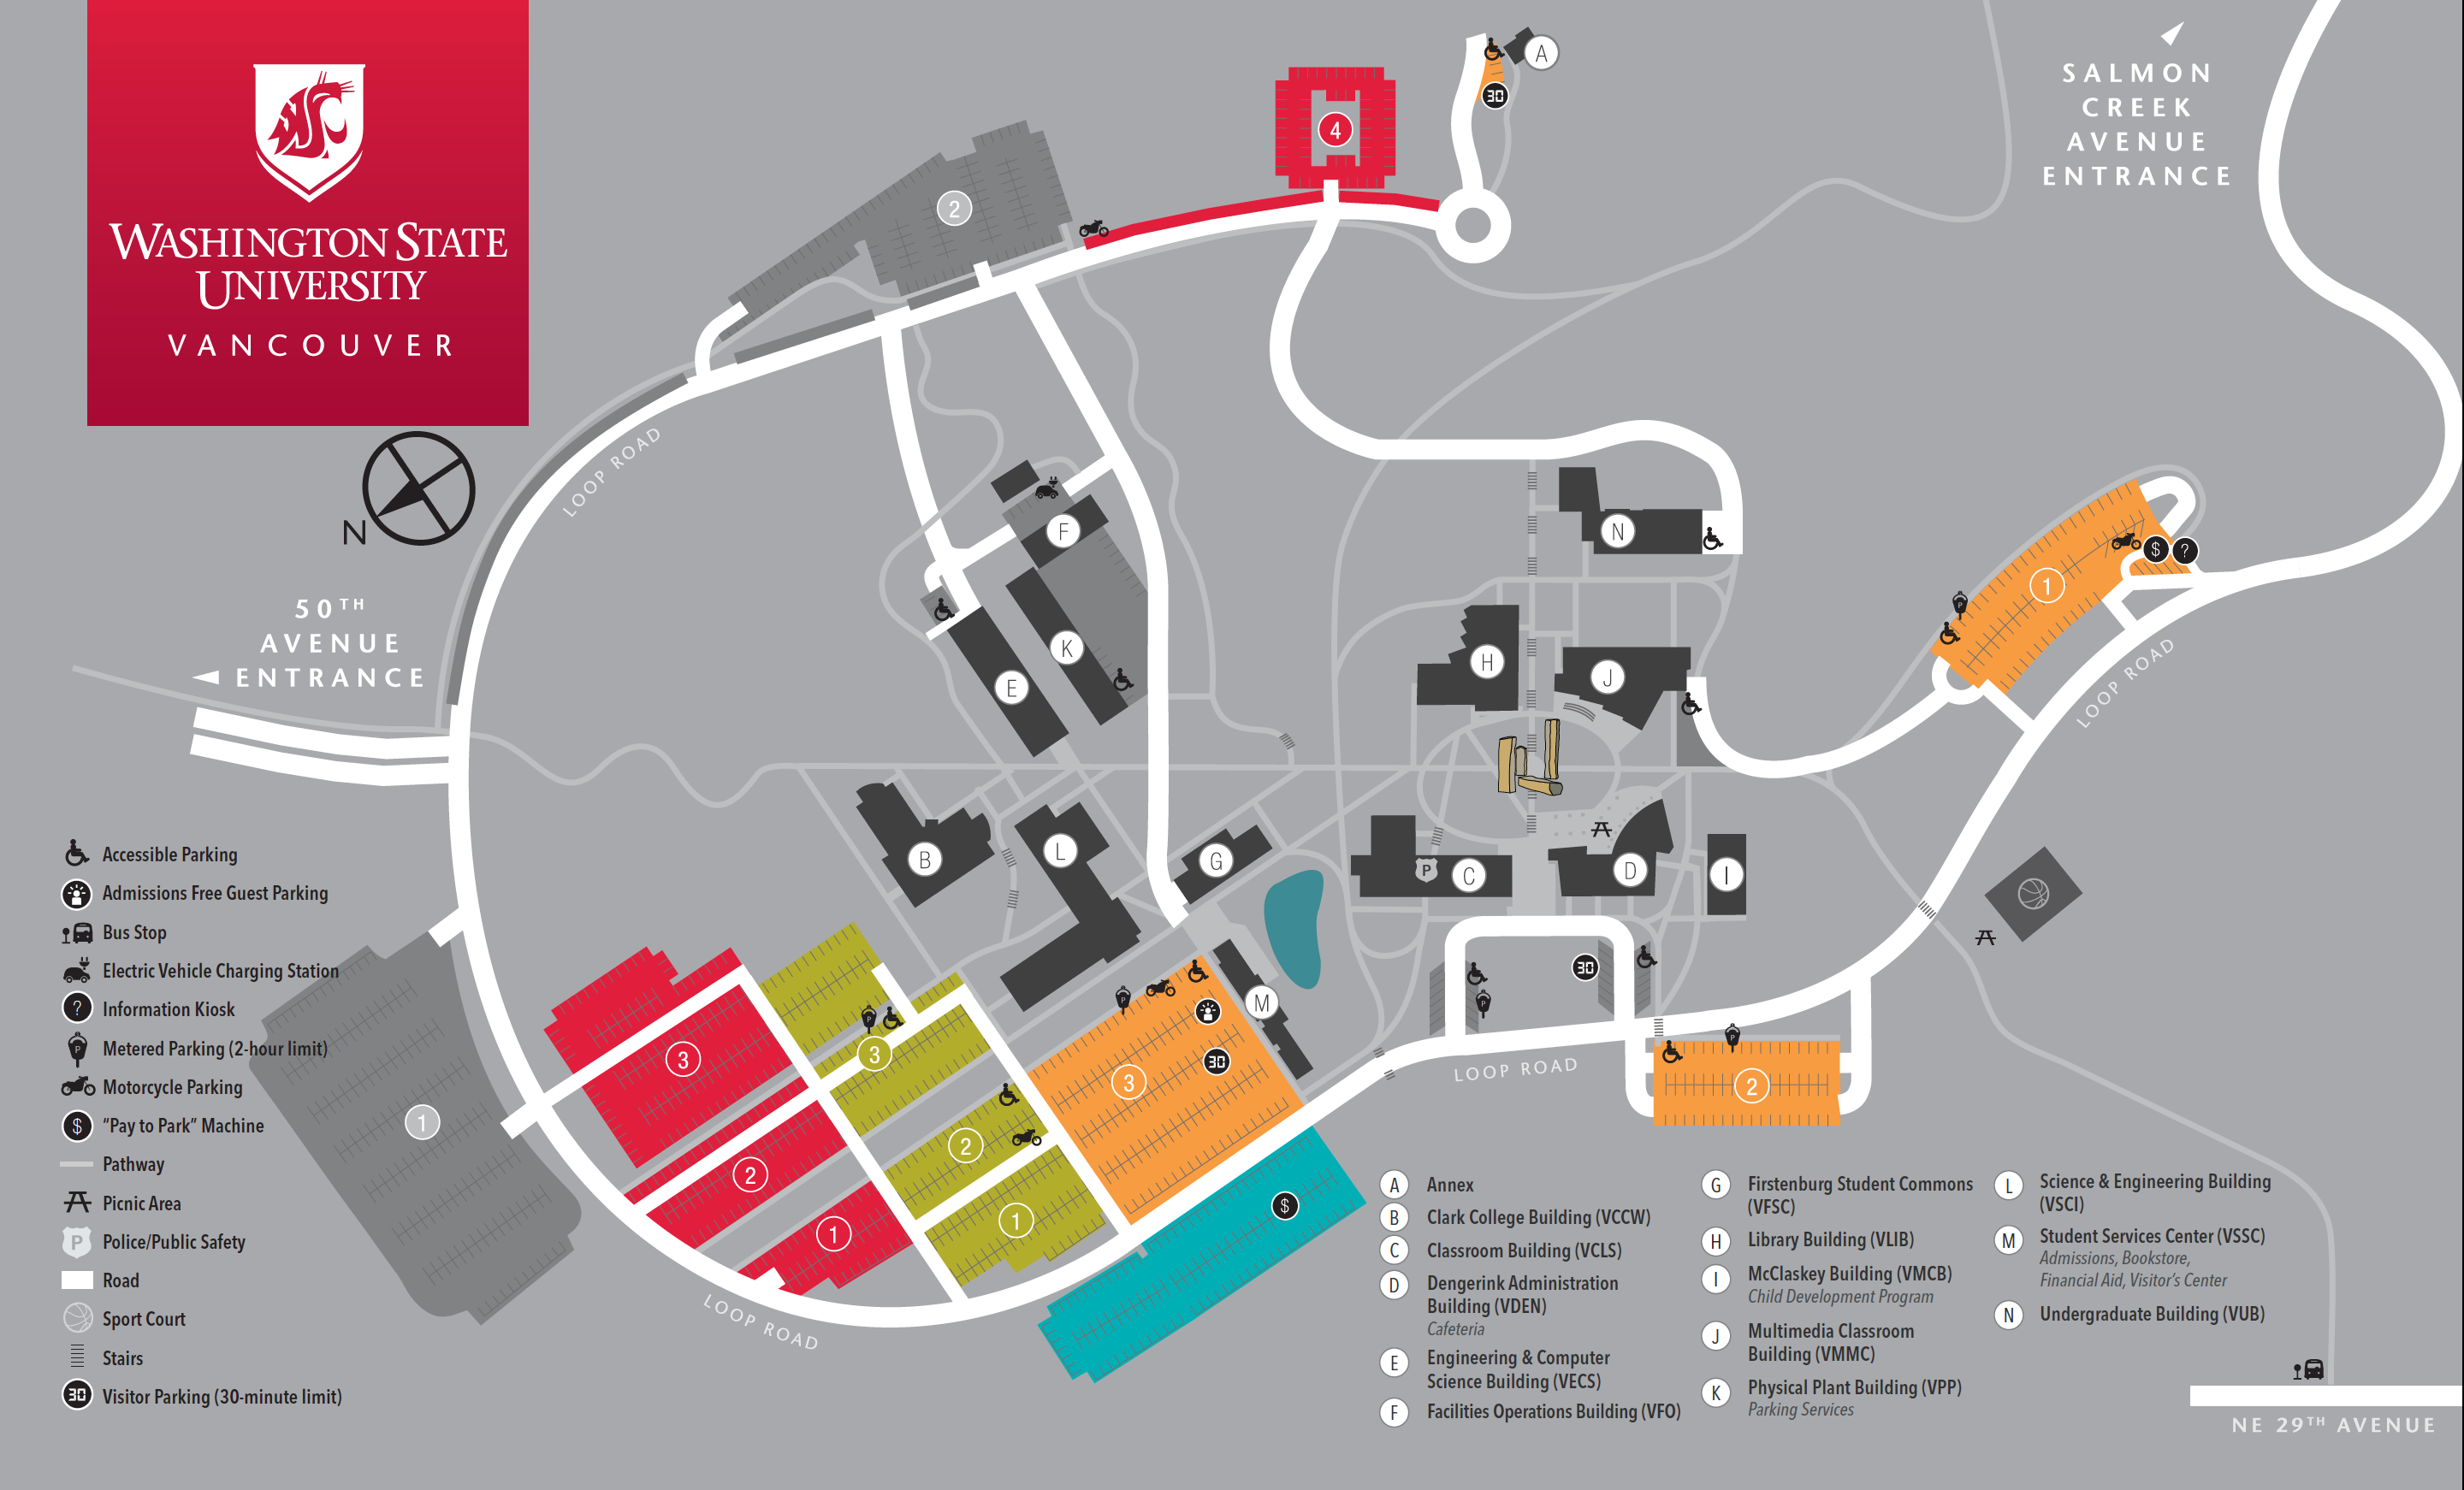 WASHINGTON STATE
UNIVERSITY
VANCOUVER
N
50TH
AVENUE
ENTRANCE
SALMON
CREEK
AVENUE
ENTRANCE
LOOP ROAD
LOOP ROAD
LOOP ROAD
LOOP ROAD
A
30
4
2
F
N
1
$
?
K
H
J
E
B
L
G
P
C
D
I
M
30
3
3
30
3
2
2
2
1
1
1
$
P
P
P
P
P
Accessible Parking
Admissions Free Guest Parking
Bus Stop
Electric Vehicle Charging Station
? Information Kiosk
P Metered Parking (2-hour limit)
Motorcycle Parking
$ “Pay to Park” Machine
Pathway
Picnic Area
P Police/Public Safety
Road
Sport Court
Stairs
30 Visitor Parking (30-minute limit)
1
A Annex
B Clark College Building (VCCW)
C Classroom Building (VCLS)
D Dengerink Administration
Building (VDEN)
Cafeteria
E Engineering & Computer
Science Building (VECS)
F Facilities Operations Building (VFO)
G Firstenburg Student Commons
(VFSC)
H Library Building (VLIB)
I McClaskey Building (VMCB)
Child Development Program
J Multimedia Classroom
Building (VMMC)
K Physical Plant Building (VPP)
Parking Services
L Science & Engineering Building
(VSCI)
M Student Services Center (VSSC)
Admissions, Bookstore,
Financial Aid, Visitor’s Center
N Undergraduate Building (VUB)
NE 29TH AVENUE